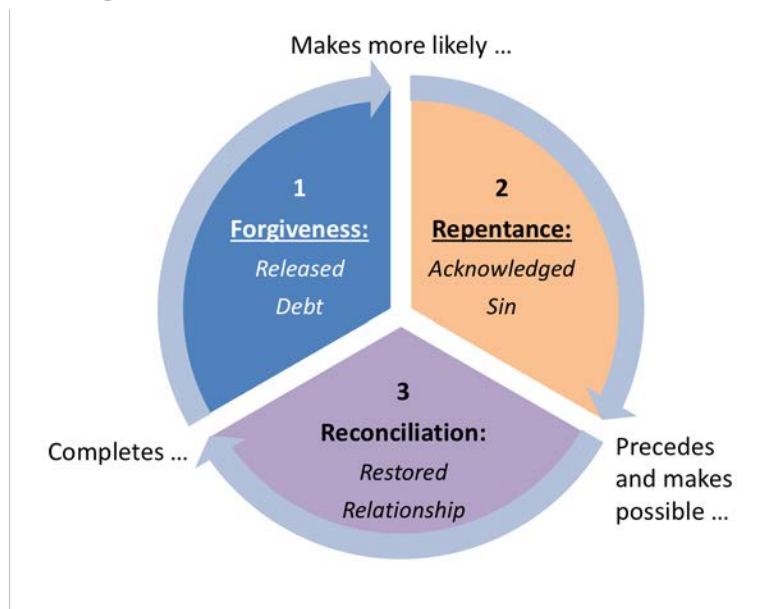 Makes more likely …
1
Forgiveness:
Released
Debt
2
Repentance:
Acknowledged
Sin
3
Reconciliation:
Restored
Relationship
Completes …
Precedes
and makes
possible …